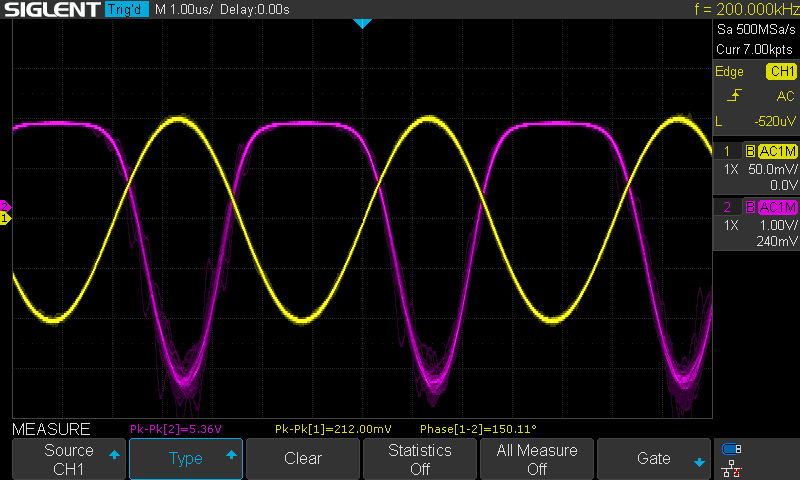 SIGLENT Trig'd M 1.00us/ Delay:0.00s f = 200.000kHz
Sa 500MSa/s
Curr 7.00kpts
Edge CH1
AC
L -520uV
1 B AC1M
1X 50.0mV/
0.0V
2 B AC1M
1X 1.00V/
240mV
2
1
MEASURE Pk-Pk[2]=5.36V Pk-Pk[1]=212.00mV Phase[1-2]=150.11°
Source CH1
Type
Clear
Statistics Off
All Measure Off
Gate